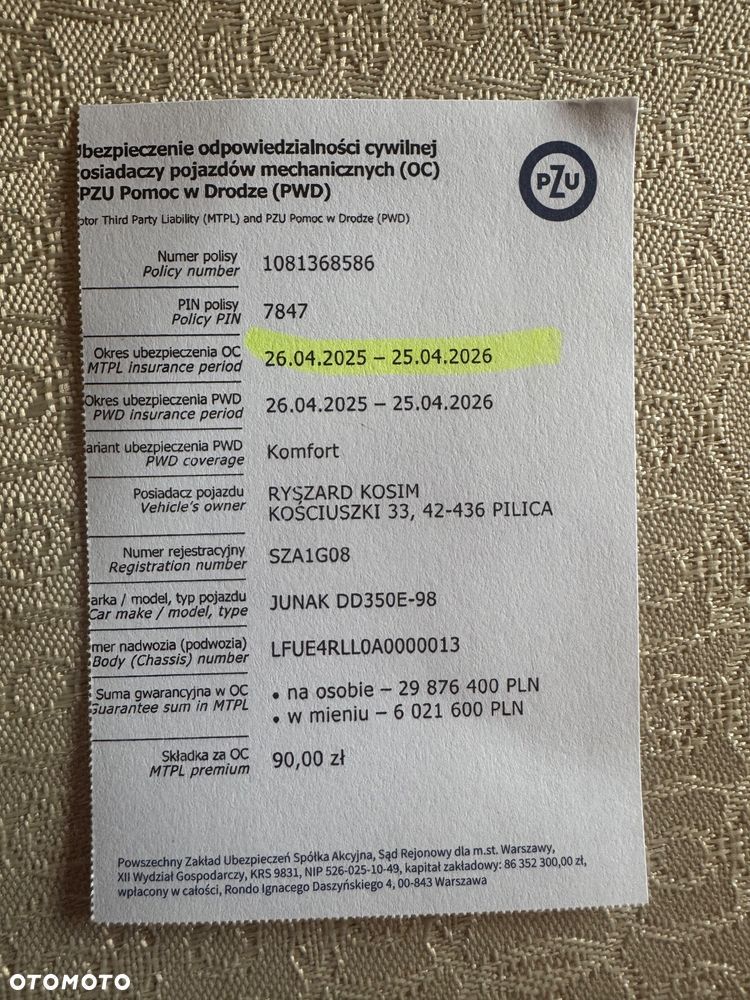 bezpieczenie odpowiedzialności cywilnej
osiadaczy pojazdów mechanicznych (OC)
PZU Pomoc w Drodze (PWD)
otor Third Party Liability (MTPL) and PZU Pomoc w Drodze (PWD)
PZU
Numer polisy
Policy number
1081368586
PIN polisy
Policy PIN
7847
Okres ubezpieczenia OC
MTPL insurance period
26.04.2025 – 25.04.2026
Okres ubezpieczenia PWD
PWD insurance period
26.04.2025 – 25.04.2026
ariant ubezpieczenia PWD
PWD coverage
Komfort
Posiadacz pojazdu
Vehicle's owner
RYSZARD KOSIM
KOŚCIUSZKI 33, 42-436 PILICA
Numer rejestracyjny
Registration number
SZA1G08
arka / model, typ pojazdu
Car make / model, type
JUNAK DD350E-98
mer nadwozia (podwozia)
Body (Chassis) number
LFUE4RLL0A0000013
Suma gwarancyjna w OC
Guarantee sum in MTPL
• na osobie – 29 876 400 PLN
• w mieniu – 6 021 600 PLN
Składka za OC
MTPL premium
90,00 zł
Powszechny Zakład Ubezpieczeń Spółka Akcyjna, Sąd Rejonowy dla m.st. Warszawy,
XII Wydział Gospodarczy, KRS 9831, NIP 526-025-10-49, kapitał zakładowy: 86 352 300,00 zł,
wpłacony w całości, Rondo Ignacego Daszyńskiego 4, 00-843 Warszawa
OTOMOTO